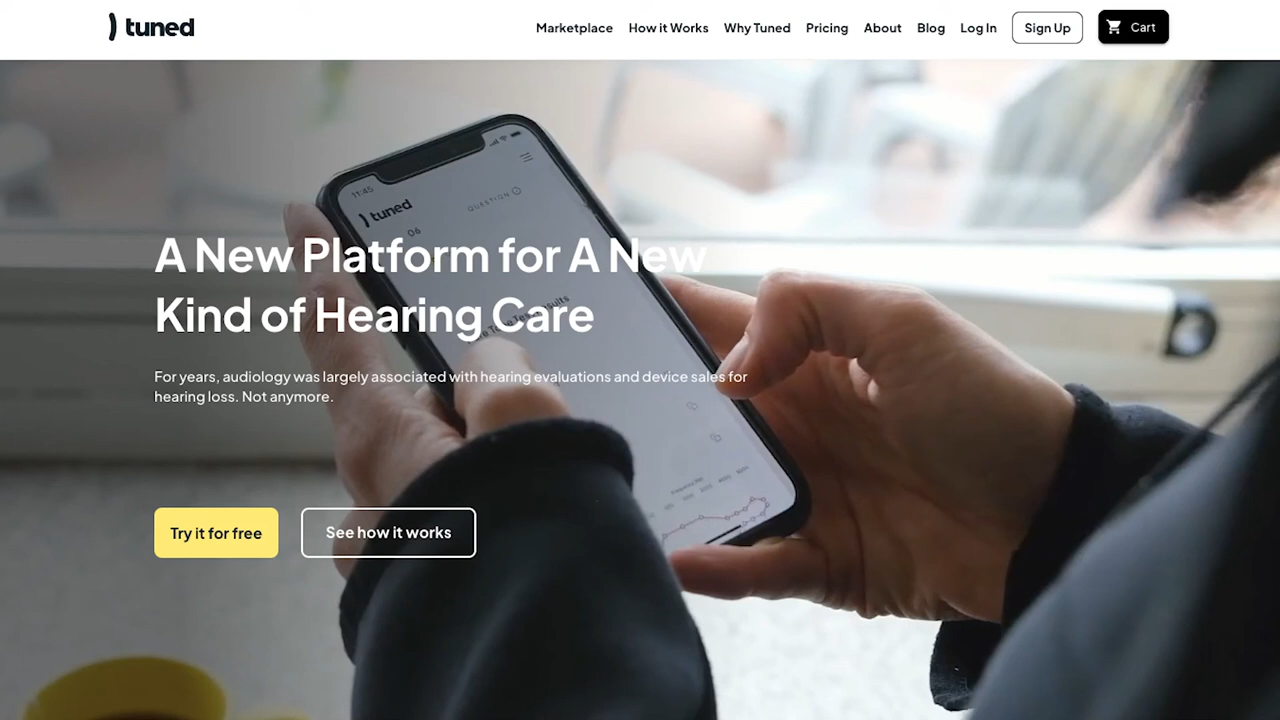 tuned
Marketplace
How it Works
Why Tuned
Pricing
About
Blog
Log In
Sign Up
Cart
11:45
tuned
QUESTION
06
A New Platform for A New
Kind of Hearing Care
For years, audiology was largely associated with hearing evaluations and device sales for
hearing loss. Not anymore.
Try it for free
See how it works